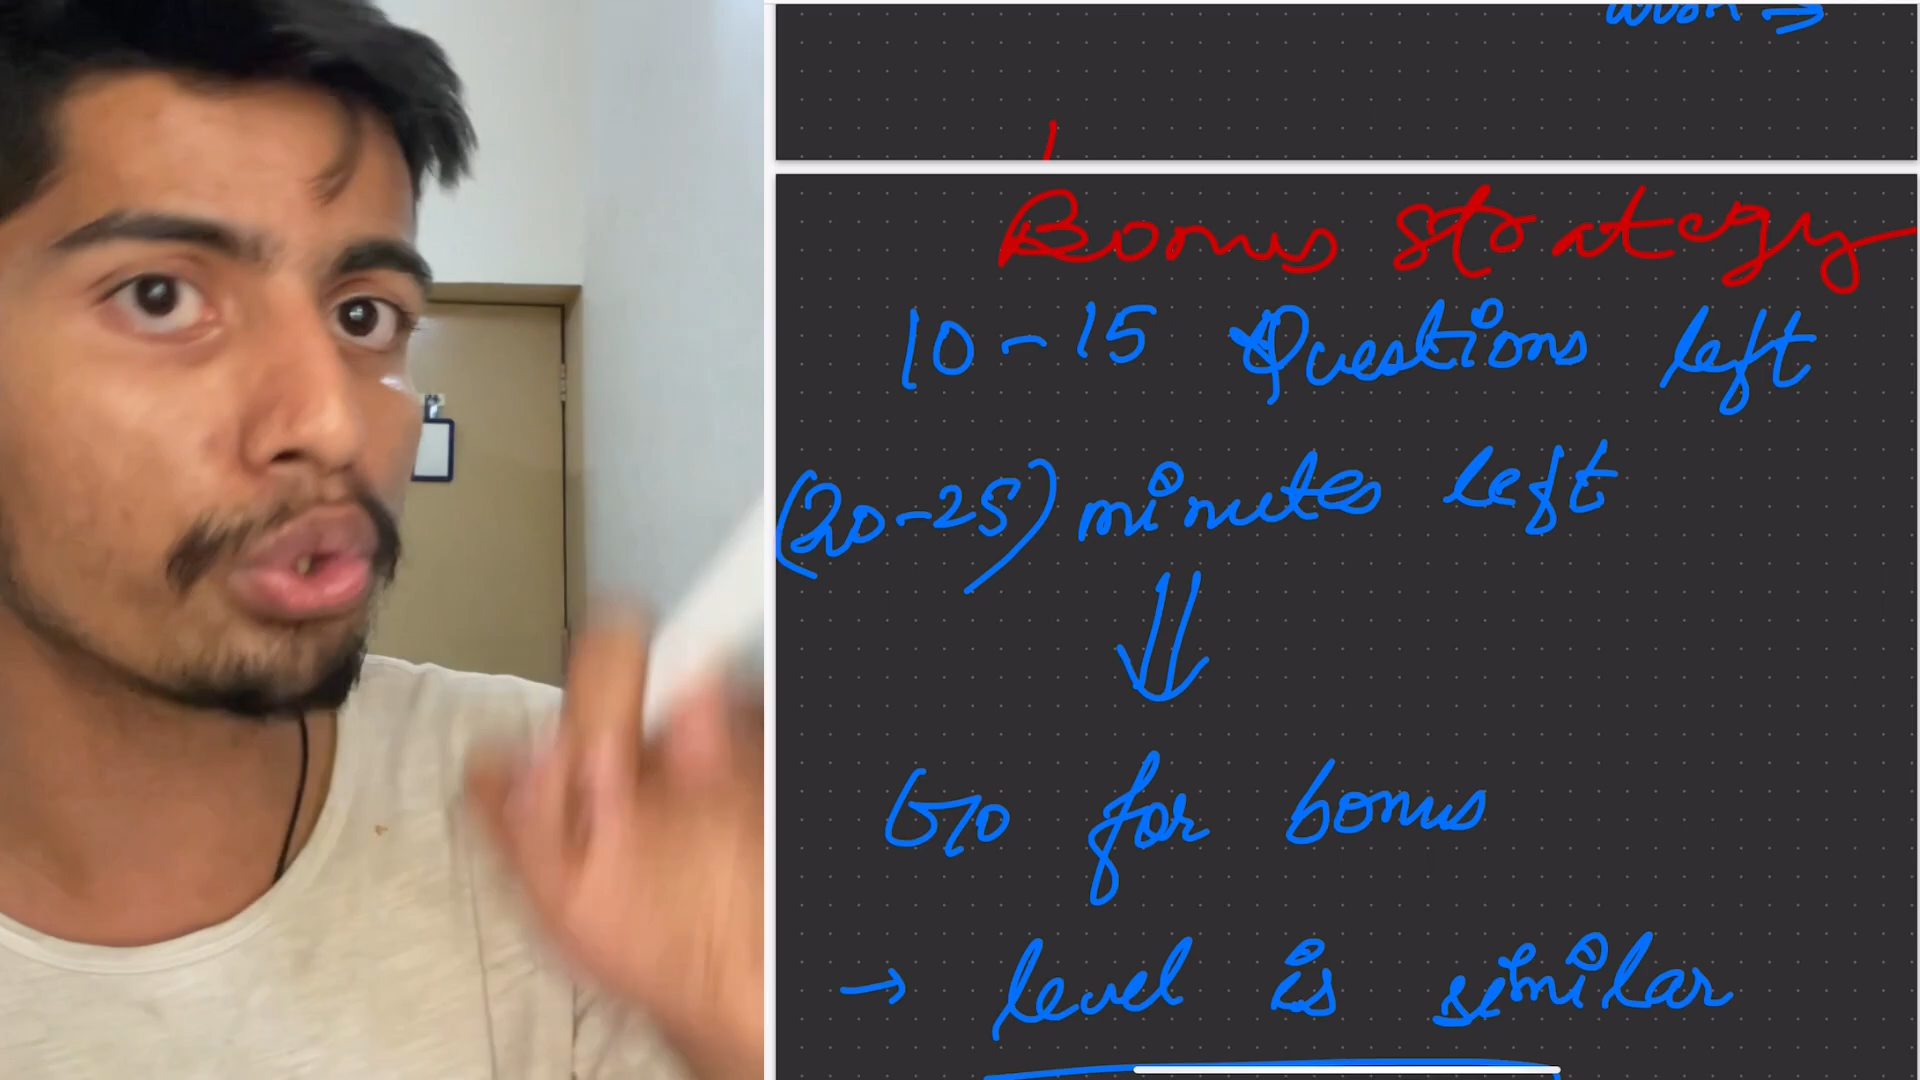 Bonus strategy
10-15 Questions left
(20-25) minutes left
Go for bonus
→ level is similar